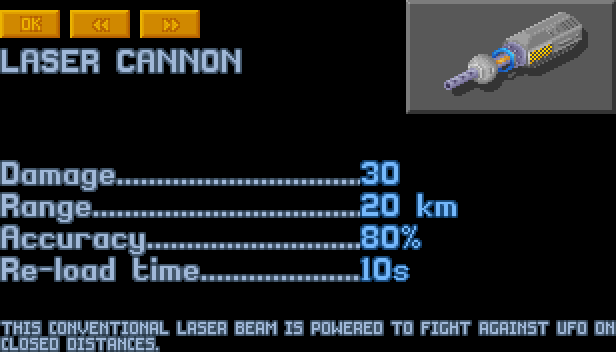 OK << >>
LASER CANNON
Damage..............................30
Range.................................20 km
Accuracy..........................80%
Re-load time...................10s
THIS CONVENTIONAL LASER BEAM IS POWERED TO FIGHT AGAINST UFO ON
CLOSED DISTANCES.